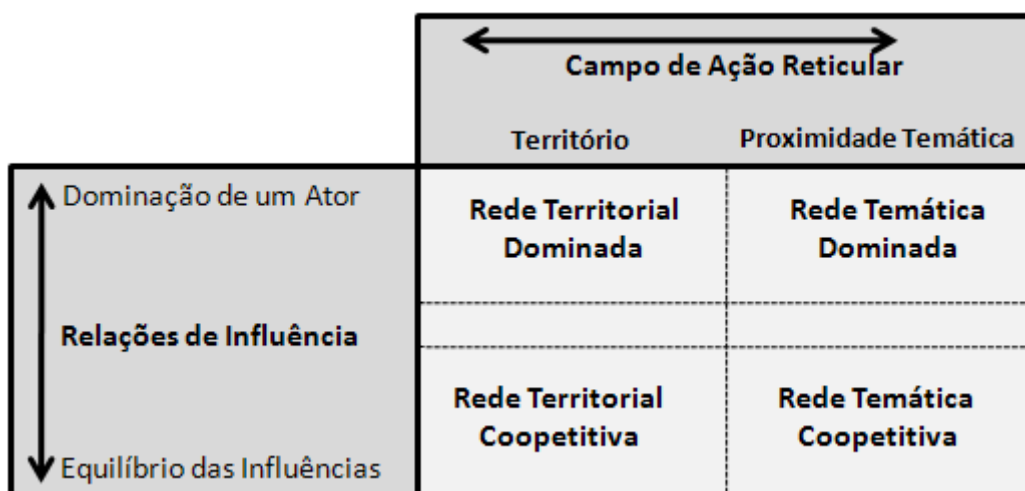 Campo de Ação Reticular
Território
Proximidade Temática
Dominação de um Ator
Rede Territorial
Dominada
Rede Temática
Dominada
Relações de Influência
Rede Territorial
Coopetitiva
Rede Temática
Coopetitiva
Equilíbrio das Influências